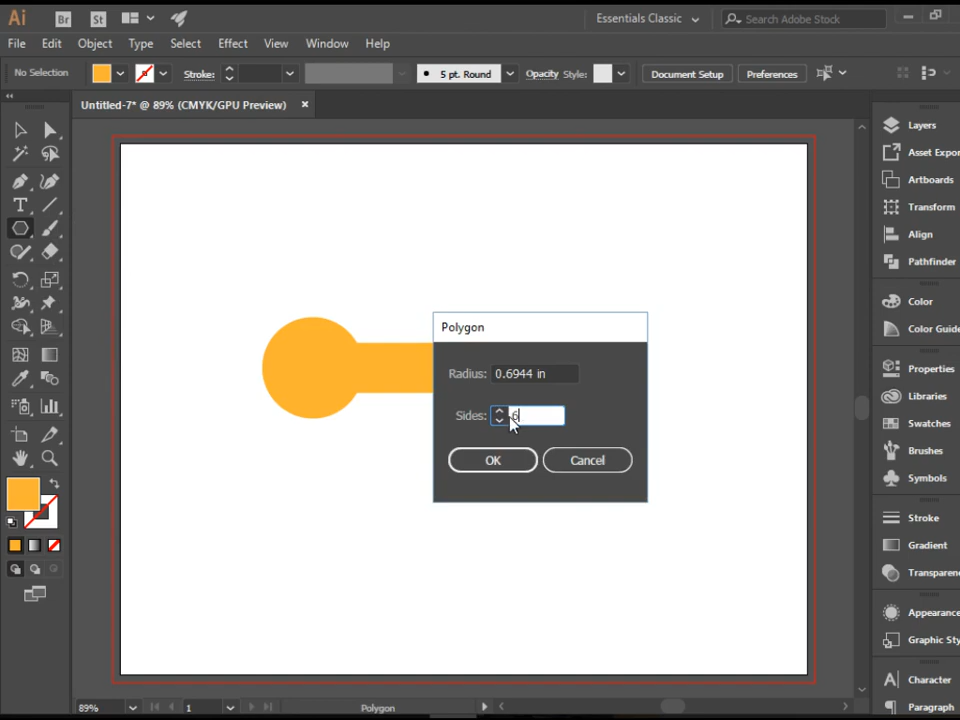 Ai Br St Essentials Classic Search Adobe Stock
File Edit Object Type Select Effect View Window Help
No Selection Stroke: 5 pt. Round Opacity Style: Document Setup Preferences
Untitled-7* @ 89% (CMYK/GPU Preview) ×
Layers
Asset Expor
Artboards
Transform
Align
Pathfinder
Color
Color Guide
Properties
Libraries
Swatches
Brushes
Symbols
Stroke
Gradient
Transparen
Appearance
Graphic Sty
Character
Paragraph
Polygon
Radius: 0.6944 in
Sides: 6
OK Cancel
89% 1 Polygon